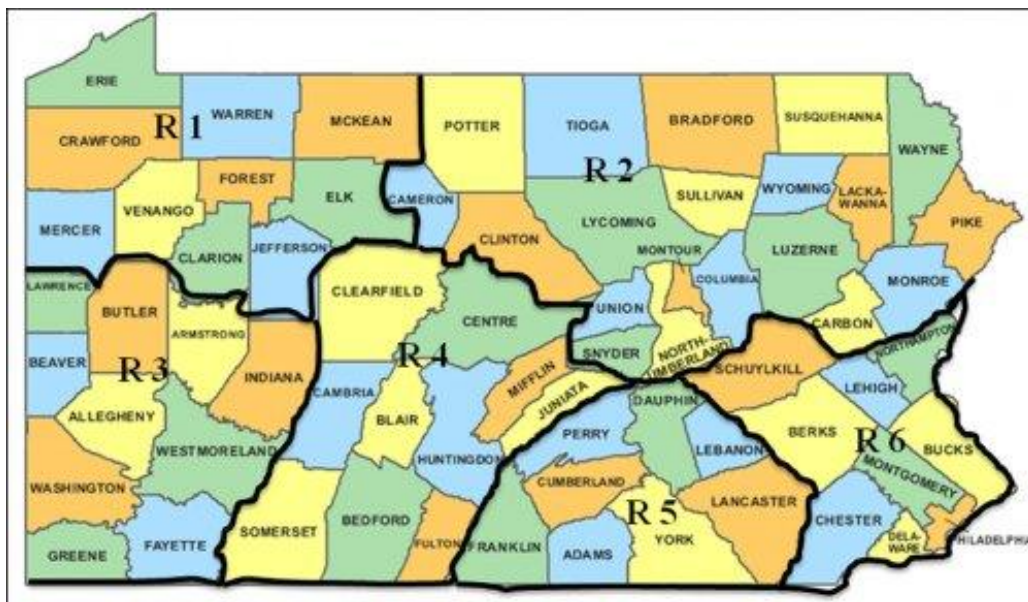 ERIE
WARREN
MCKEAN
POTTER
TIOGA
BRADFORD
SUSQUEHANNA
WAYNE
CRAWFORD
R 1
R 2
FOREST
ELK
CAMERON
SULLIVAN
WYOMING
LACKA-
WANNA
PIKE
VENANGO
MERCER
CLARION
JEFFERSON
CLINTON
LYCOMING
MONTOUR
COLUMBIA
LUZERNE
MONROE
LAWRENCE
BUTLER
ARMSTRONG
CLEARFIELD
CENTRE
UNION
CARBON
NORTHAMPTON
BEAVER
R 3
INDIANA
R 4
MIFFLIN
SNYDER
NORTH-
UMBERLAND
SCHUYLKILL
LEHIGH
ALLEGHENY
CAMBRIA
BLAIR
JUNIATA
DAUPHIN
BERKS
R 6
BUCKS
WESTMORELAND
HUNTINGDON
PERRY
LEBANON
MONTGOMERY
WASHINGTON
CUMBERLAND
LANCASTER
SOMERSET
BEDFORD
R 5
CHESTER
GREENE
FAYETTE
FULTON
FRANKLIN
ADAMS
YORK
DELA-
WARE
HILADELPHIA